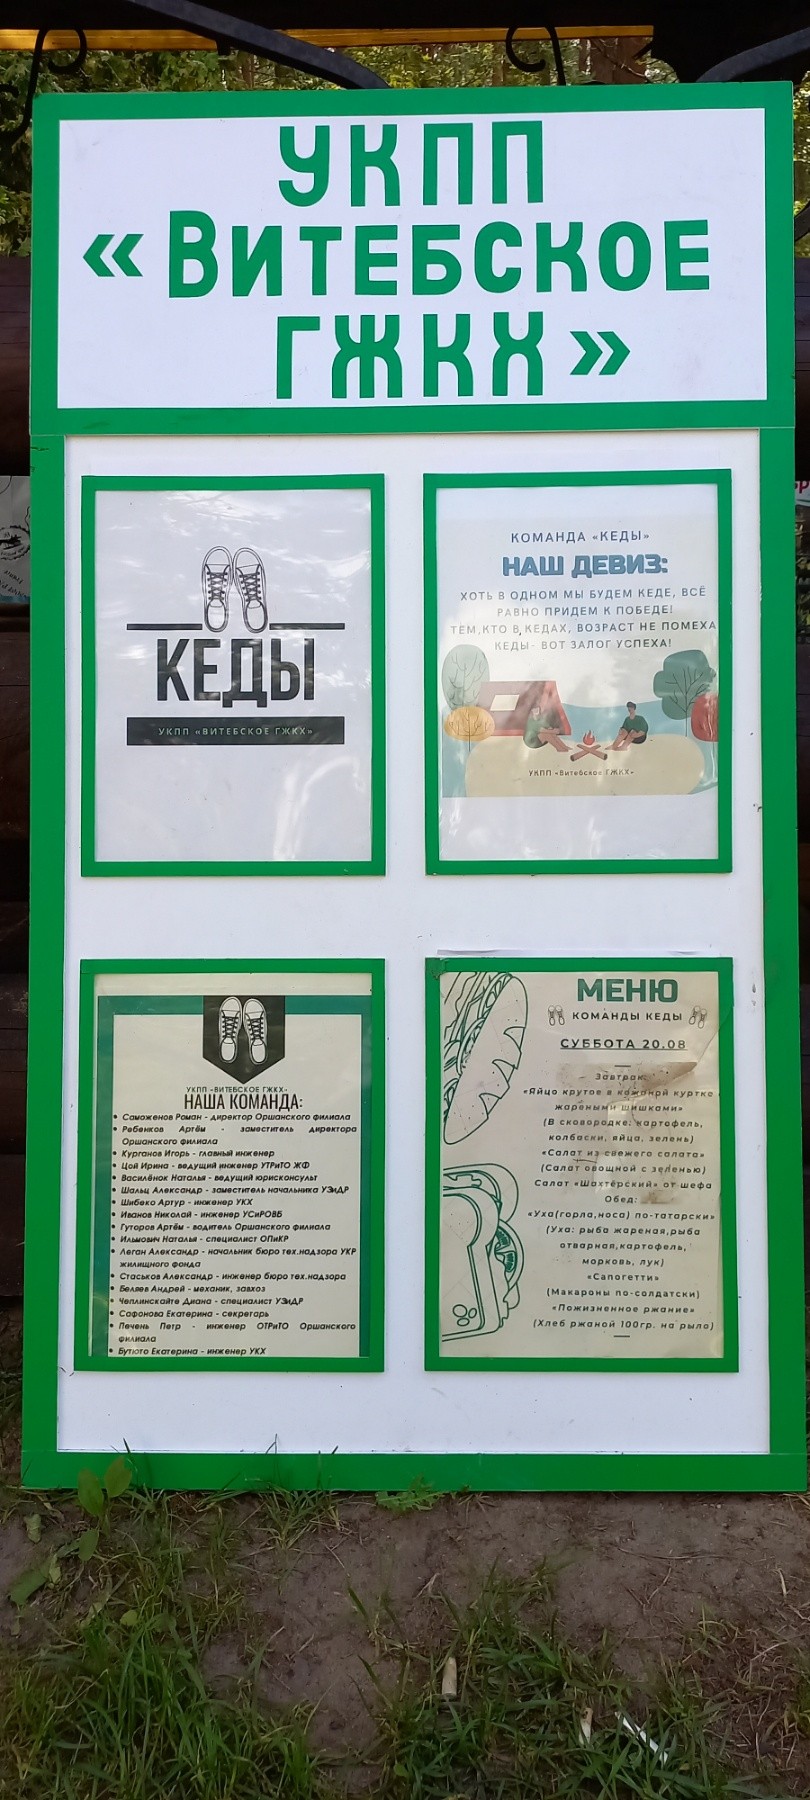 УКПП
«ВИТЕБСКОЕ
ГЖКХ»
КЕДЫ
УКПП «ВИТЕБСКОЕ ГЖКХ»
КОМАНДА «КЕДЫ»
НАШ ДЕВИЗ:
ХОТЬ В ОДНОМ МЫ БУДЕМ КЕДЕ, ВСЁ
РАВНО ПРИДЕМ К ПОБЕДЕ!
ТЕМ,КТО В КЕДАХ, ВОЗРАСТ НЕ ПОМЕХА
КЕДЫ- ВОТ ЗАЛОГ УСПЕХА!
УКПП «Витебское ГЖКХ»
УКПП «ВИТЕБСКОЕ ГЖКХ»
НАША КОМАНДА:
• Саможенов Роман - директор Оршанского филиала
• Ребенков Артём - заместитель директора
Оршанского филиала
• Курганов Игорь - главный инженер
• Цой Ирина - ведущий инженер УТРиТО ЖФ
• Василёнок Наталья - ведущий юрисконсульт
• Шальц Александр - заместитель начальника УЗиДР
• Шибеко Артур - инженер УКХ
• Иванов Николай - инженер УСиРОВБ
• Гуторов Артём - водитель Оршанского филиала
• Ильмович Наталья - специалист ОПиКР
• Леган Александр - начальник бюро тех.надзора УКР
жилищного фонда
• Стаськов Александр - инженер бюро тех.надзора
• Беляев Андрей - механик, завхоз
• Чеплинскайте Диана - специалист УЗиДР
• Сафонова Екатерина - секретарь
• Печень Петр - инженер ОТРиТО Оршанского
филиала
• Бутюто Екатерина - инженер УКХ
МЕНЮ
КОМАНДЫ КЕДЫ
СУББОТА 20.08
Завтрак:
«Яйцо крутое в кожанрй куртке
жареными шишками»
(В сковородке: картофель,
колбаски, яйца, зелень)
«Салат из свежего салата»
(Салат овощной с зеленью)
Салат «Шахтёрский» от шефа
Обед:
«Уха(горла,носа) по-татарски»
(Уха: рыба жареная,рыба
отварная,картофель,
морковь, лук)
«Сапогетти»
(Макароны по-солдатски)
«Пожизненное ржание»
(Хлеб ржаной 100гр. на рыло)